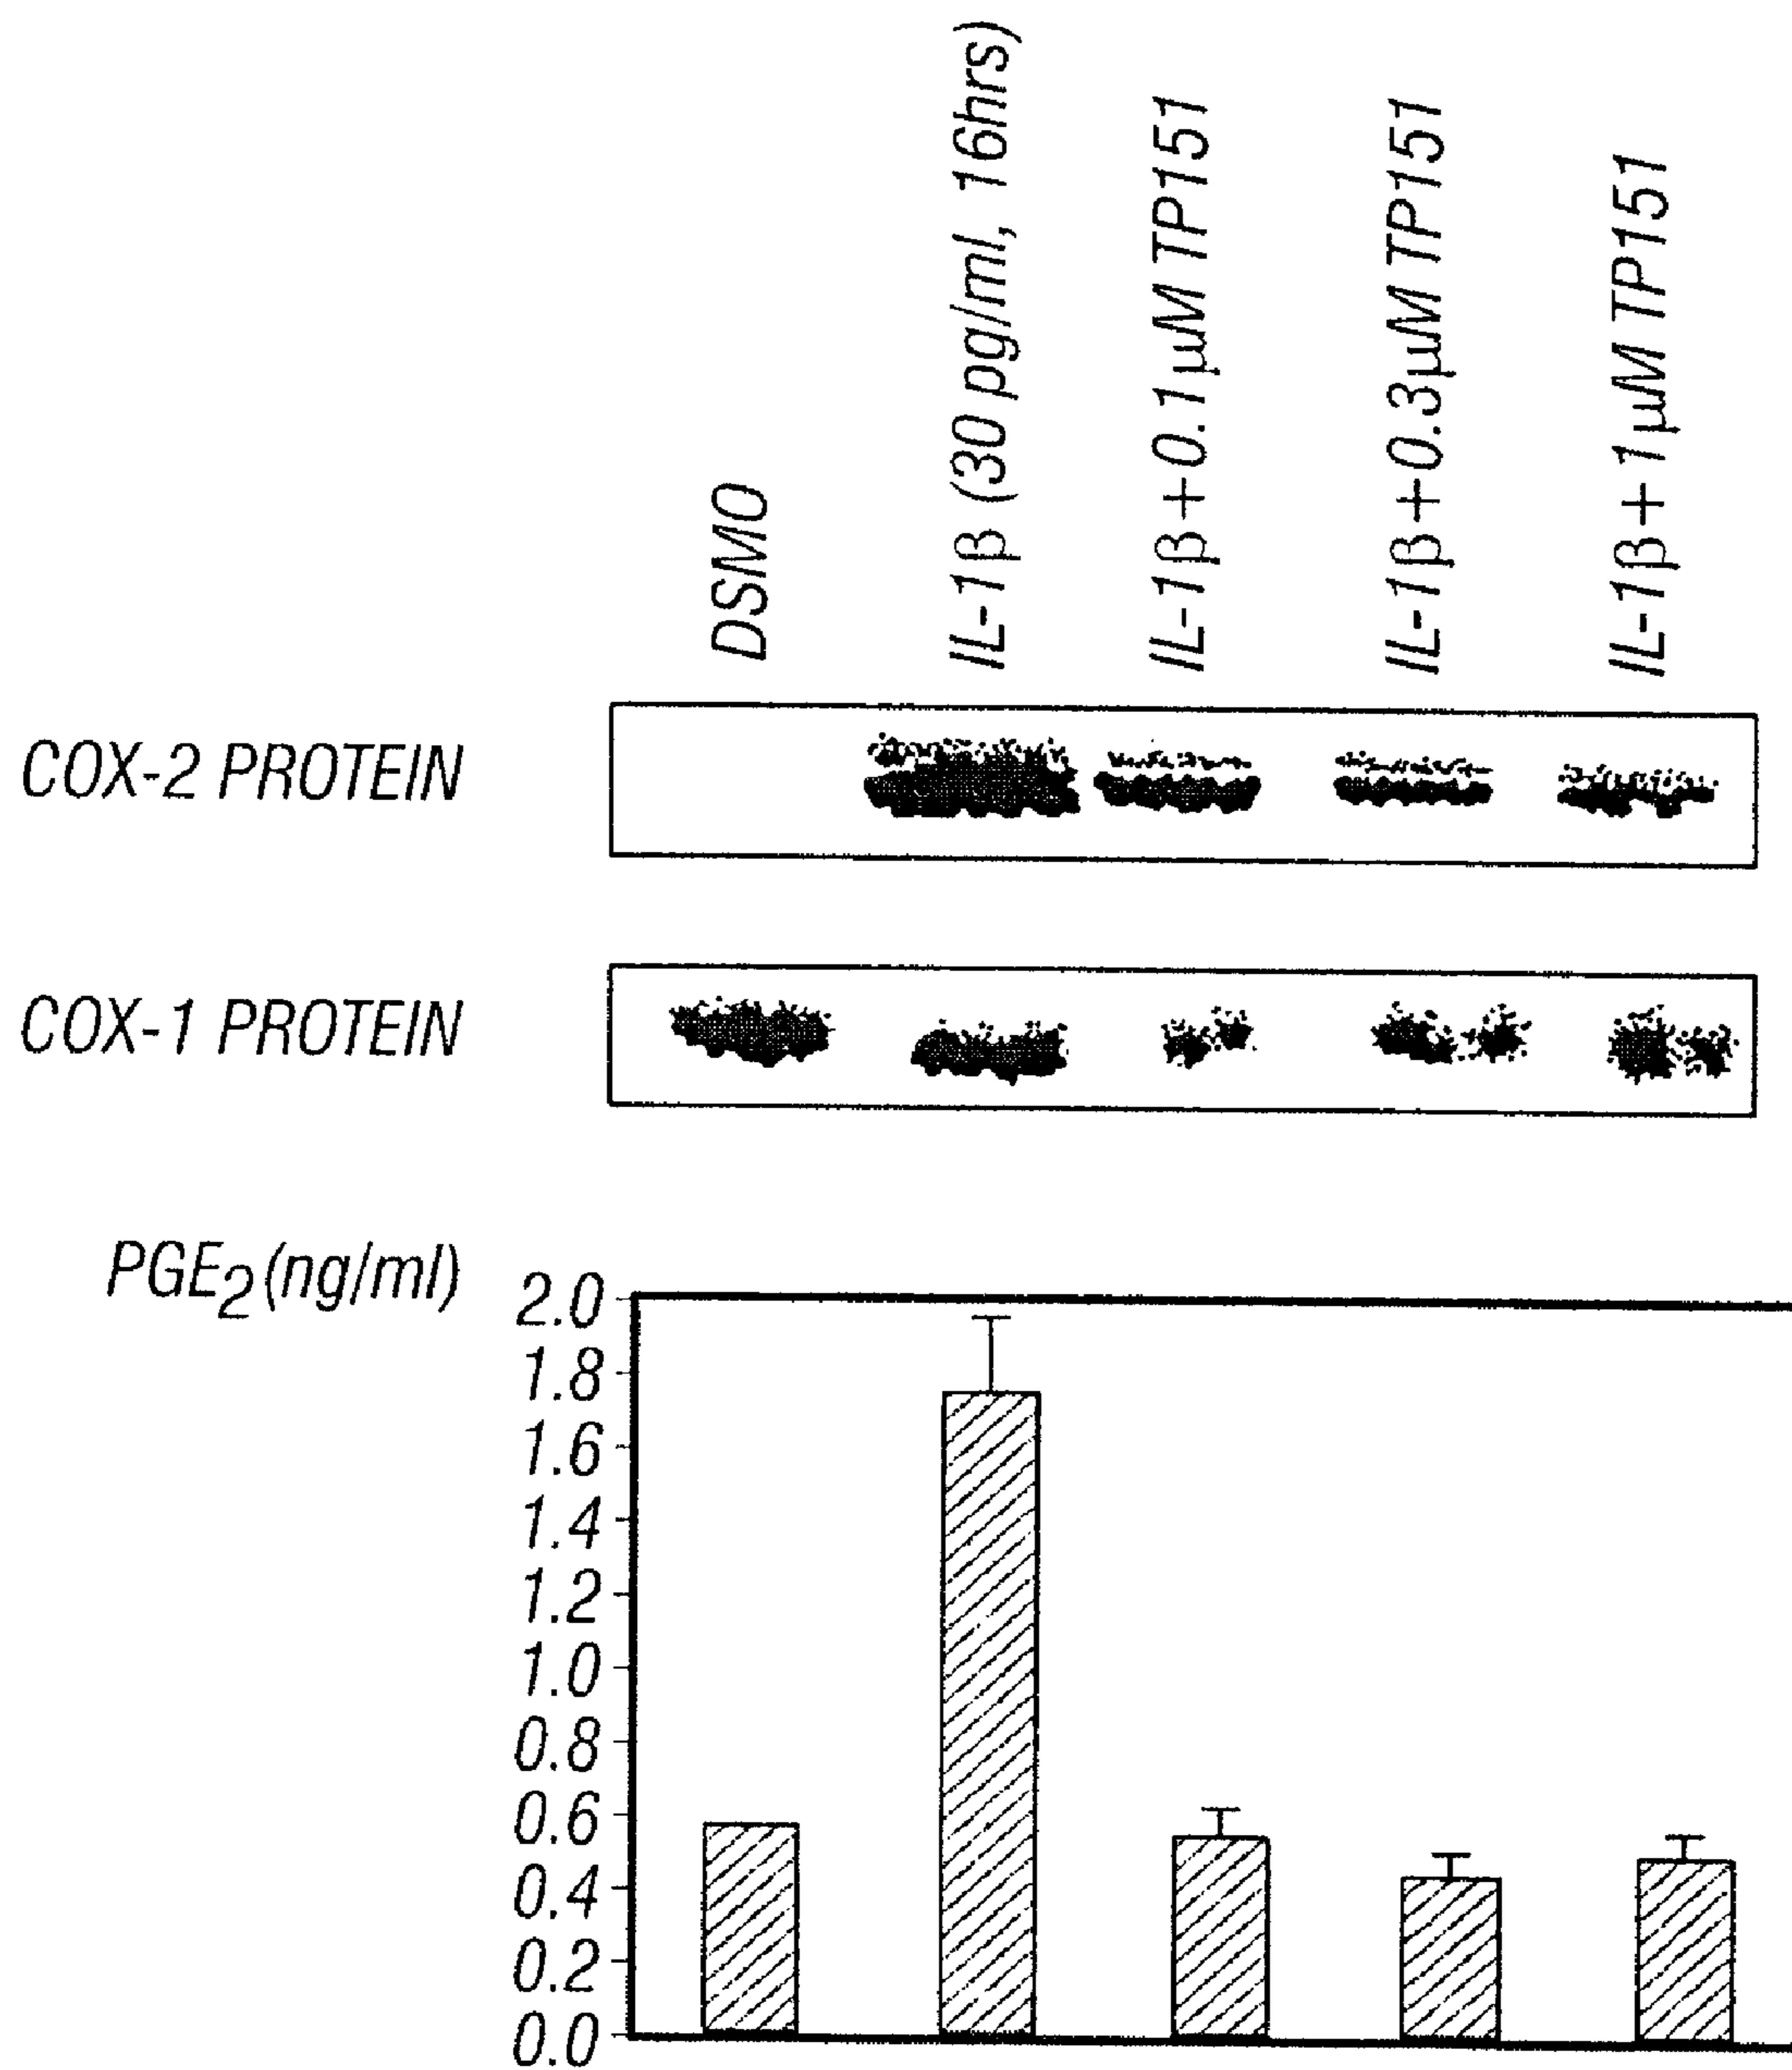 DSMO
IL-1β (30 pg/ml, 16hrs)
IL-1β+0.1μM TP151
IL-1β+0.3μM TP151
IL-1β+1μM TP151
COX-2 PROTEIN
COX-1 PROTEIN
PGE2(ng/ml)
2.0
1.8
1.6
1.4
1.2
1.0
0.8
0.6
0.4
0.2
0.0